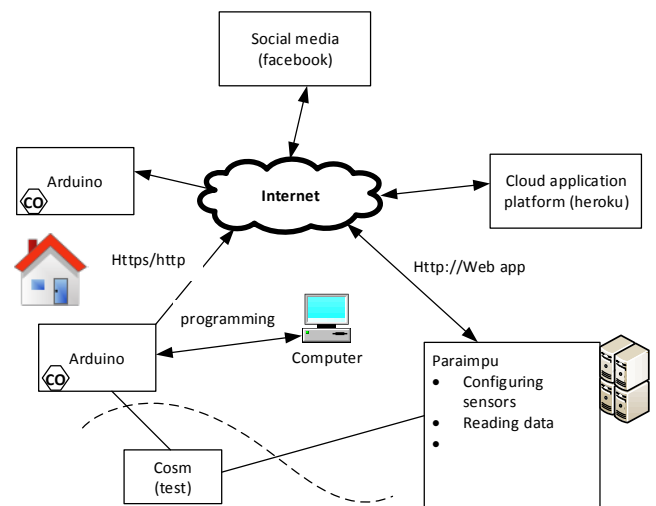 Social media
(facebook)
Arduino
CO
Internet
Cloud application
platform (heroku)
Https/http
Http://Web app
programming
Computer
Arduino
CO
Paraimpu
• Configuring
sensors
• Reading data
•
Cosm
(test)